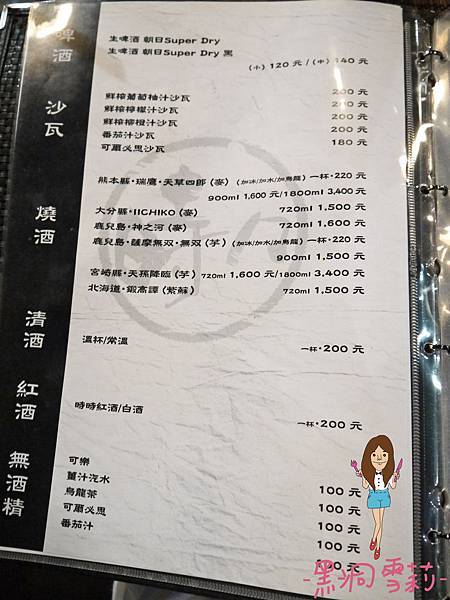 啤酒
生啤酒 朝日Super Dry
生啤酒 朝日Super Dry 黑
(小) 120 元 / (中) 140 元
沙瓦
鮮榨葡萄柚汁沙瓦 200 元
鮮榨檸檬汁沙瓦 200 元
鮮榨柳橙汁沙瓦 200 元
番茄汁沙瓦 200 元
可爾必思沙瓦 180 元
燒酒
熊本縣·瑞鷹·天草四郎 (麥) (加冰/加水/加烏龍) 一杯·220 元
900ml 1,600 元/1800ml 3,400 元
大分縣·IICHIKO (麥) 720ml 1,500 元
鹿兒島·神之河 (麥) 720ml 1,600 元
鹿兒島·薩摩無双·無双 (芋) (加冰/加水/加烏龍) 一杯·220 元
900ml 1,500 元
宮崎縣·天孫降臨 (芋) 720ml 1,600 元/1800ml 3,400 元
北海道·鍛高譚 (紫蘇) 720ml 1,500 元
清酒
溫杯/常溫 一杯·200 元
紅酒
時時紅酒/白酒 一杯·200 元
無酒精
可樂 100 元
薑汁汽水 100 元
烏龍茶 100 元
可爾必思 100 元
番茄汁 元
-黑洞雪莉-